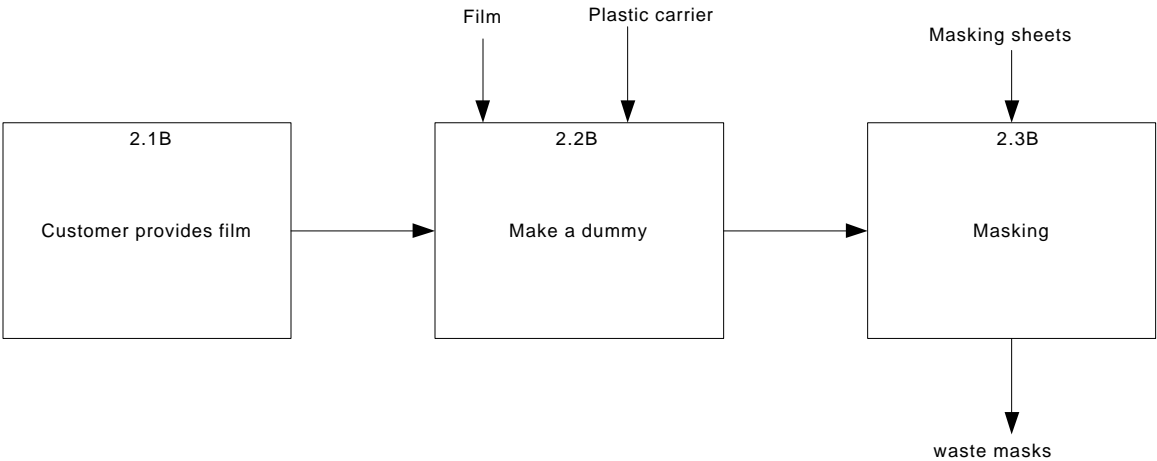 Film
Plastic carrier
Masking sheets
2.1B
Customer provides film
2.2B
Make a dummy
2.3B
Masking
waste masks